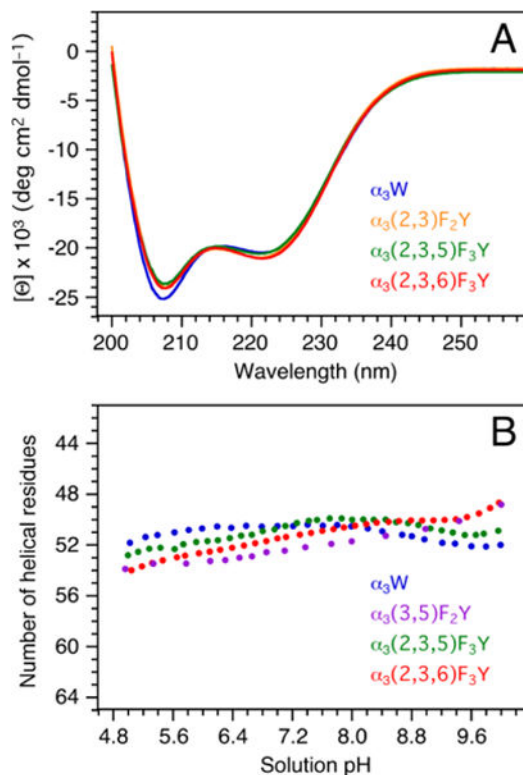 A
0
-5
-10
-15
-20
-25
[Θ] x 10³ (deg cm² dmol⁻¹)
α₃W
α₃(2,3)F₂Y
α₃(2,3,5)F₃Y
α₃(2,3,6)F₃Y
200 210 220 230 240 250
Wavelength (nm)
B
44
48
52
56
60
64
Number of helical residues
α₃W
α₃(3,5)F₂Y
α₃(2,3,5)F₃Y
α₃(2,3,6)F₃Y
4.8 5.6 6.4 7.2 8.0 8.8 9.6
Solution pH